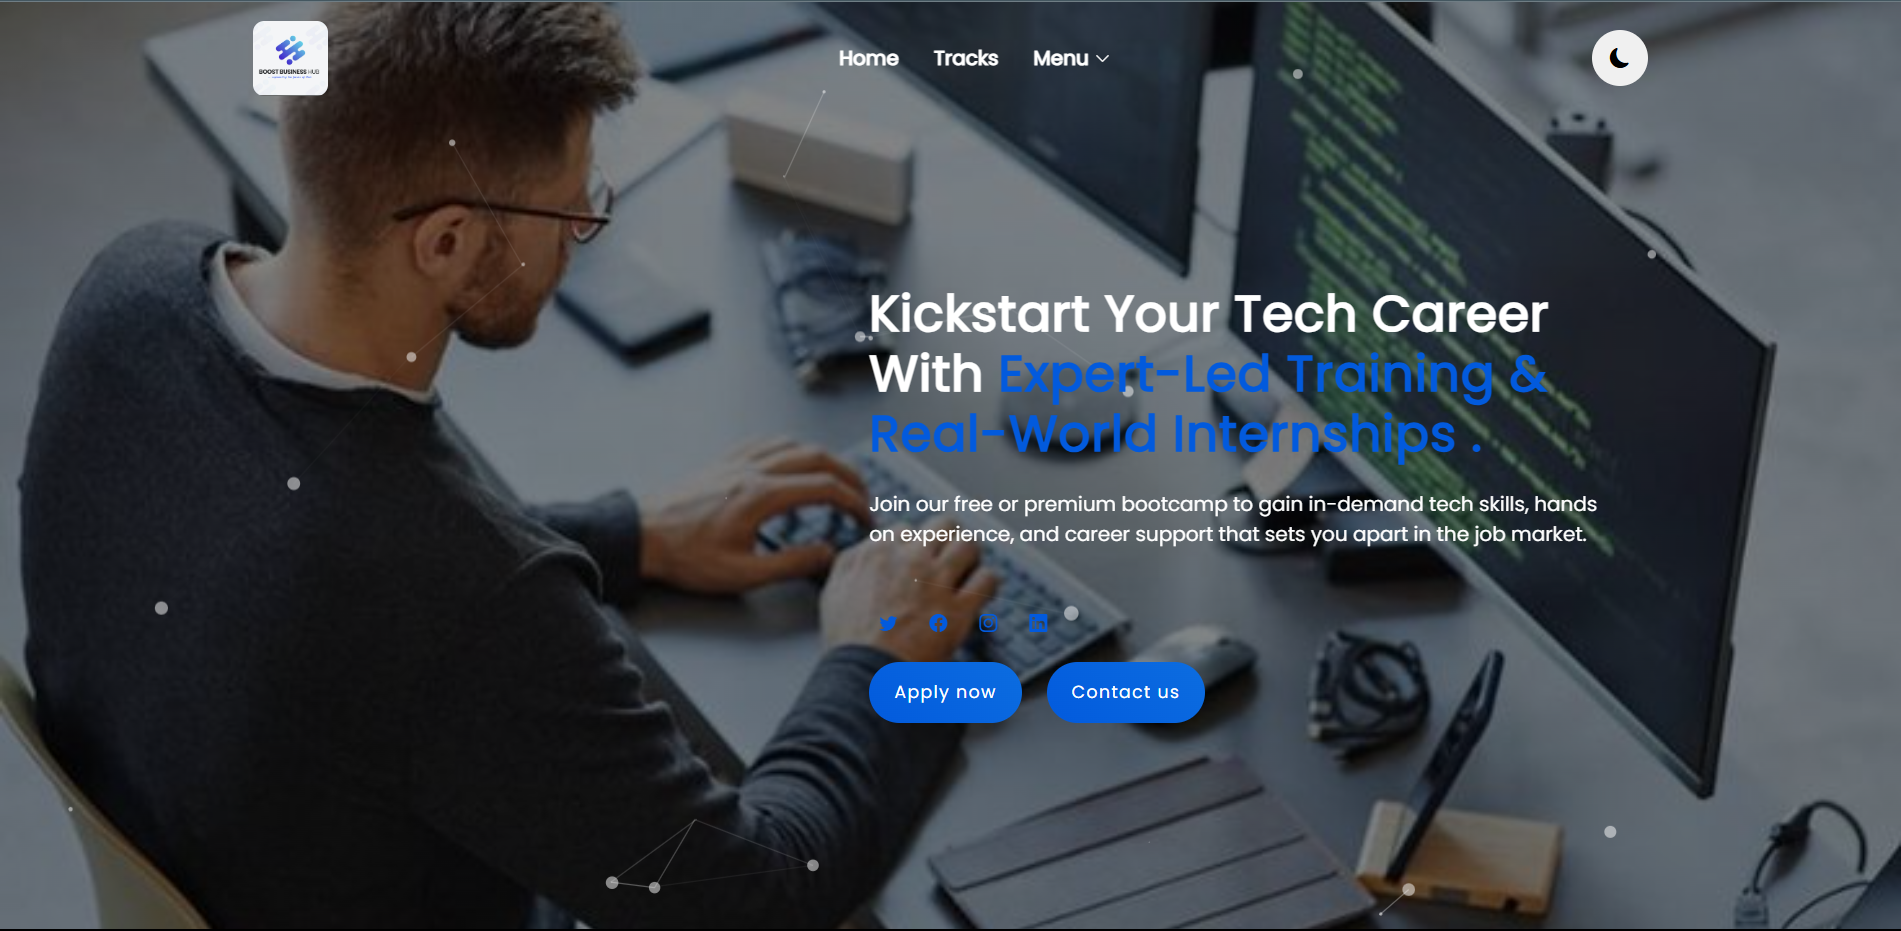 BOOST BUSINESS HUB
Home Tracks Menu
Kickstart Your Tech Career
With Expert-Led Training &
Real-World Internships .
Join our free or premium bootcamp to gain in-demand tech skills, hands
on experience, and career support that sets you apart in the job market.
Apply now Contact us